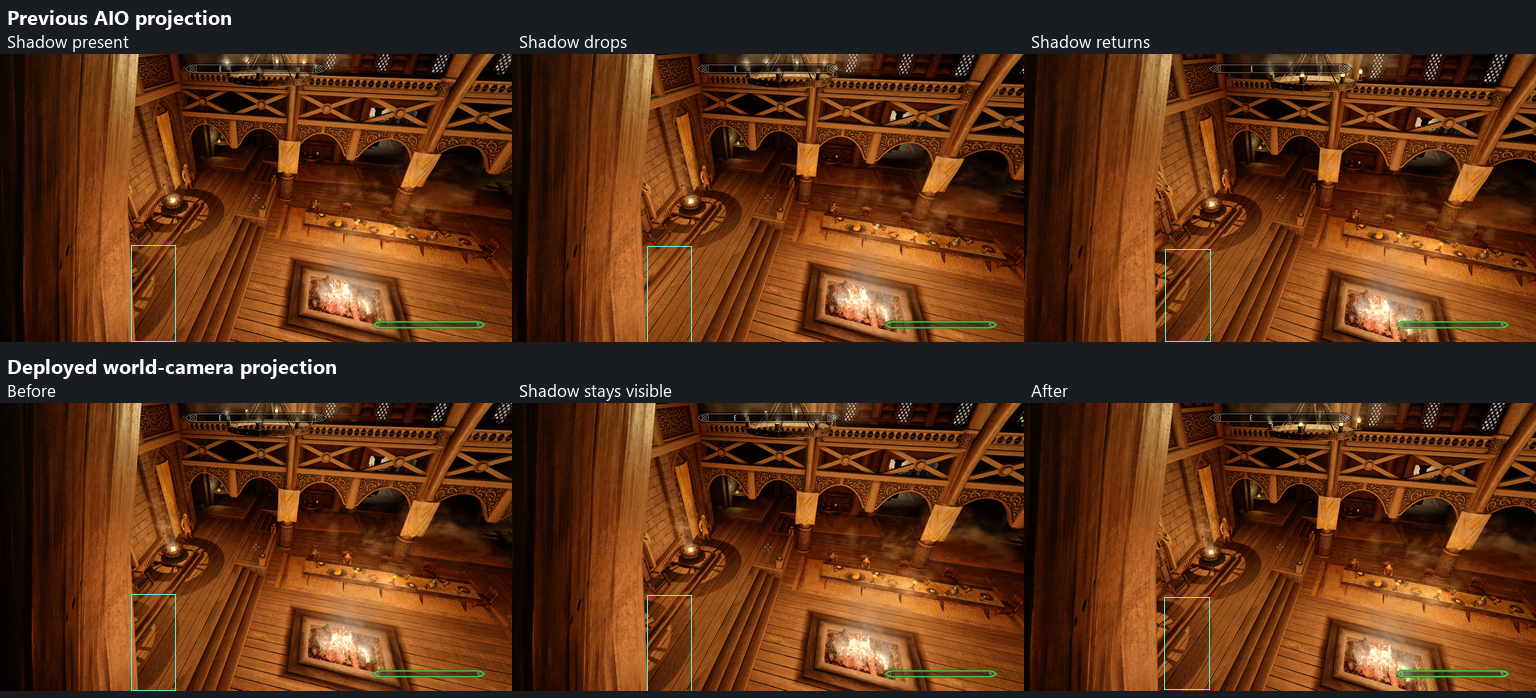 Previous AIO projection
Shadow present
Shadow drops
Shadow returns
Deployed world-camera projection
Before
Shadow stays visible
After